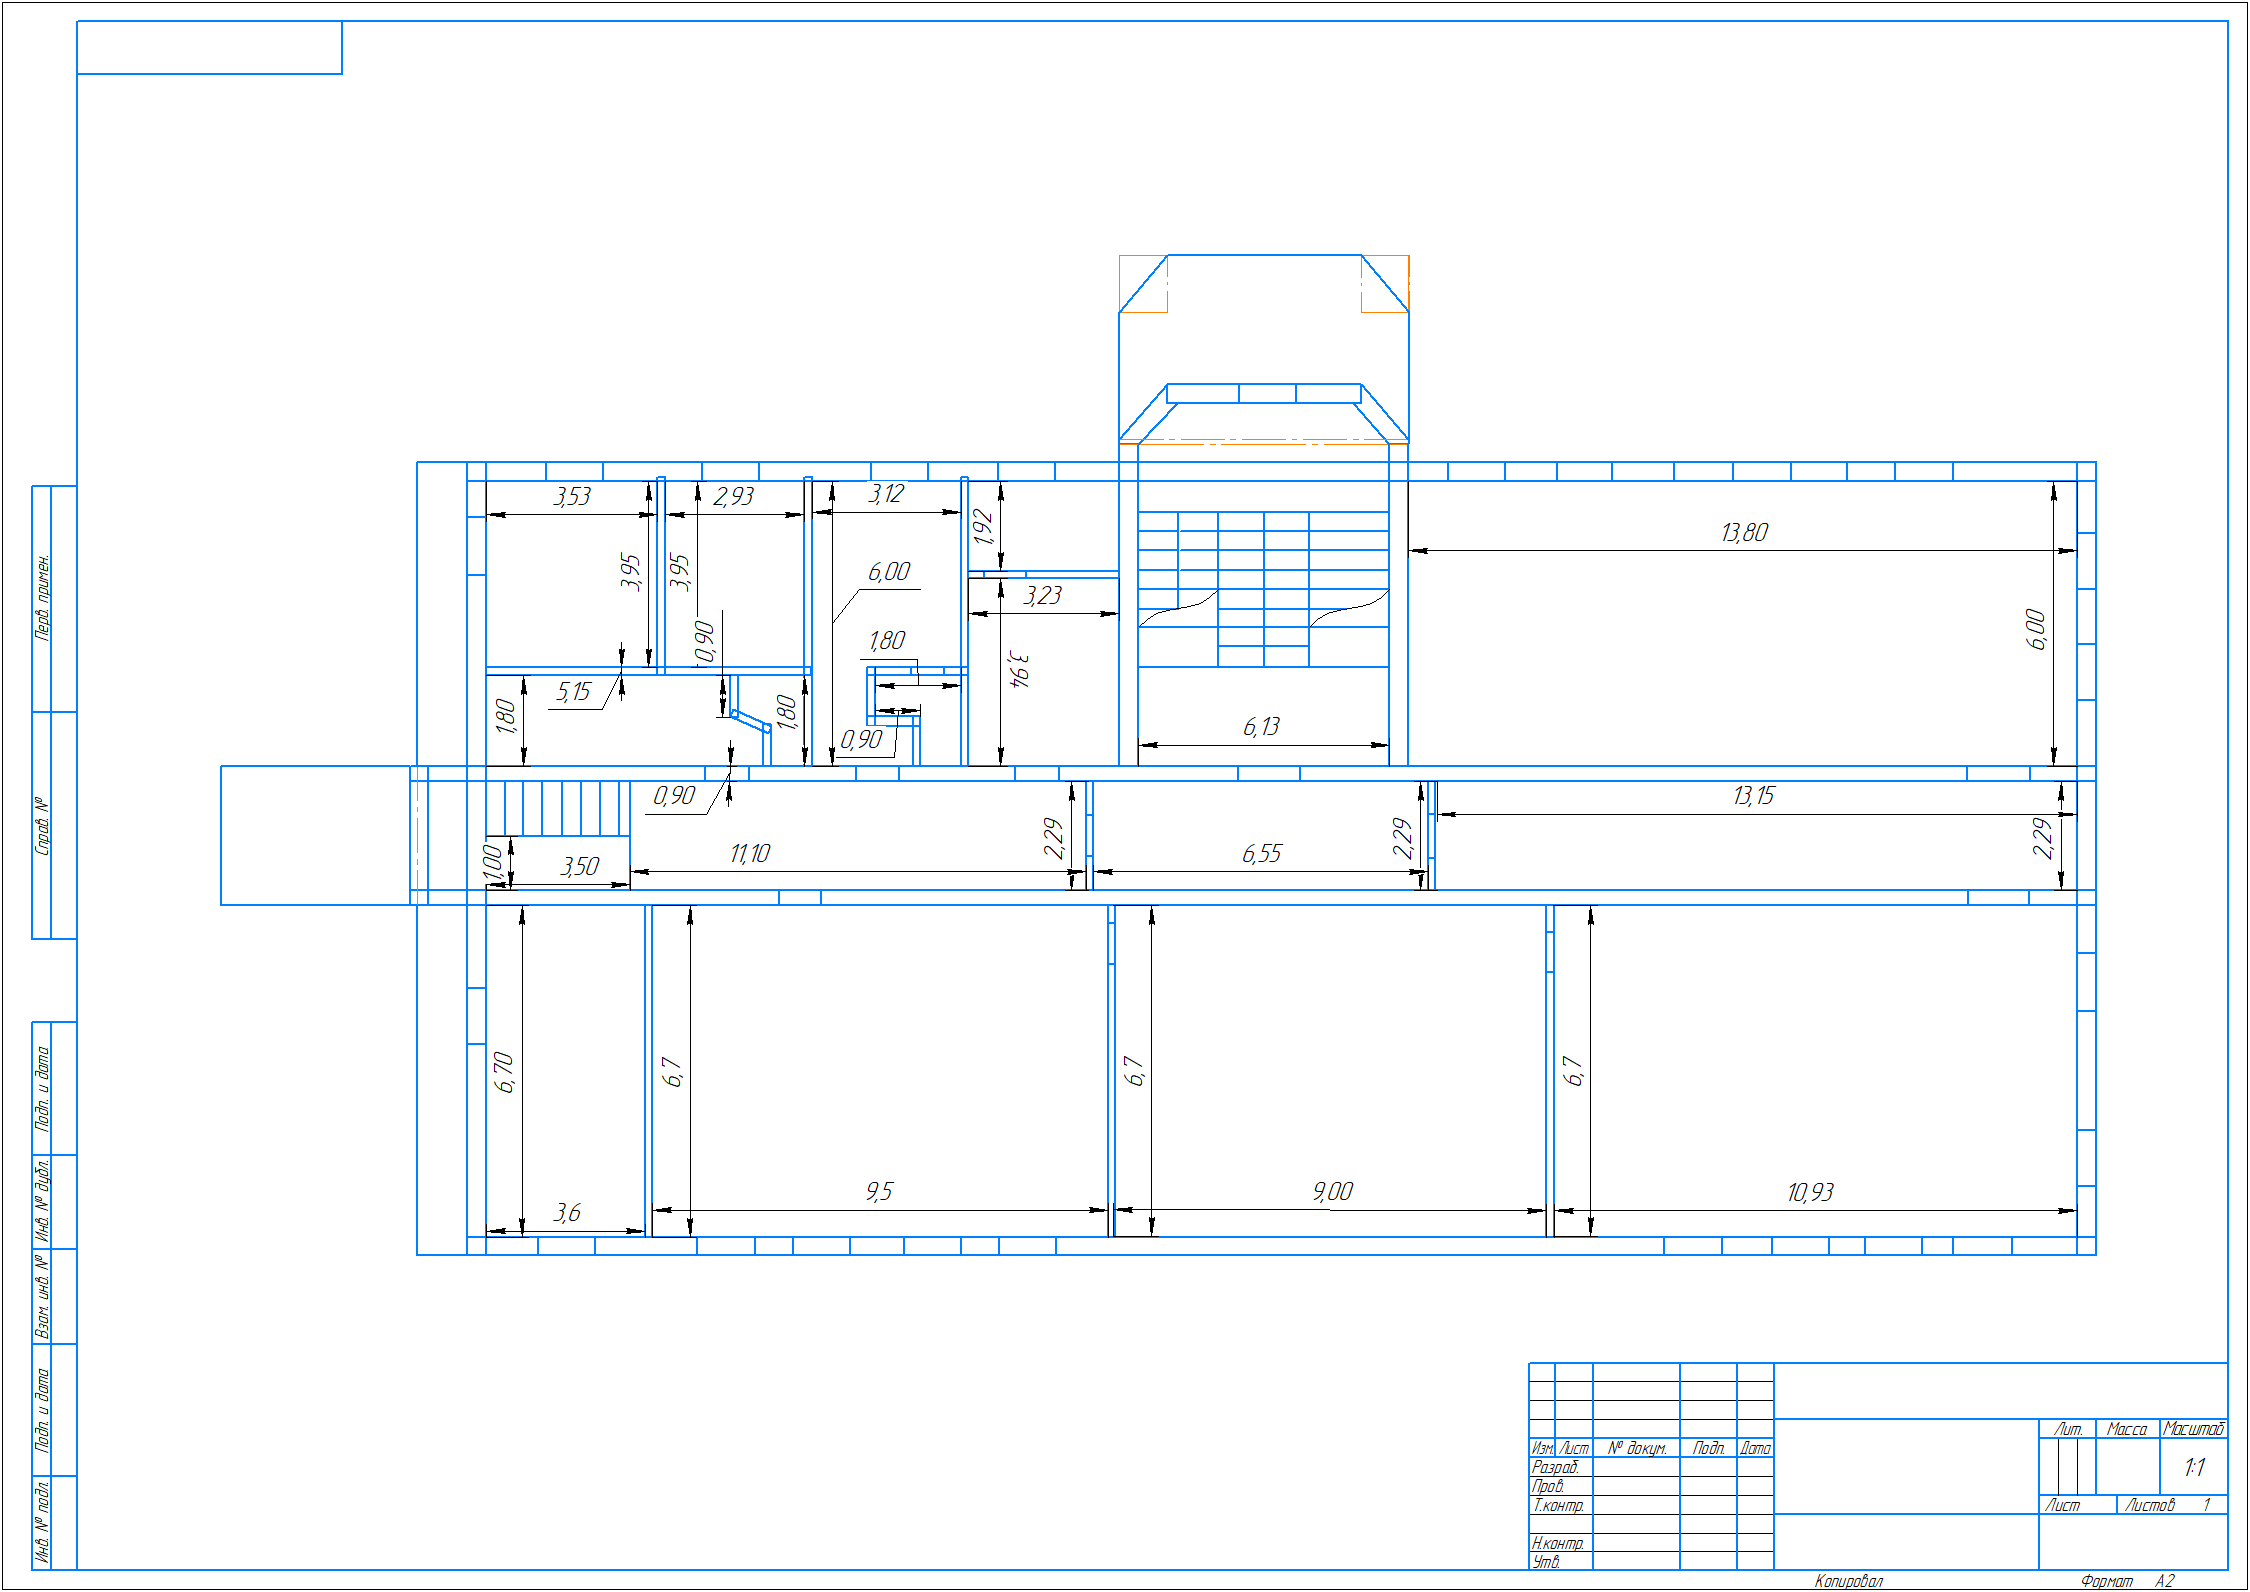 3,53
2,93
3,12
1,92
13,80
3,95
3,95
6,00
3,23
0,90
1,80
6,00
3,94
5,15
1,80
1,80
0,90
6,13
0,90
13,15
1,00
3,50
11,10
2,29
6,55
2,29
2,29
6,70
6,7
6,7
6,7
3,6
9,5
9,00
10,93
Перв. примен.
Справ. №
Подп. и дата
Инв. № дубл.
Взам. инв. №
Подп. и дата
Инв. № подл.
Лит. Масса Масштаб
Изм. Лист № докум. Подп. Дата
Разраб.
1:1
Пров.
Т.контр.
Лист Листов 1
Н.контр.
Утв.
Копировал Формат А2